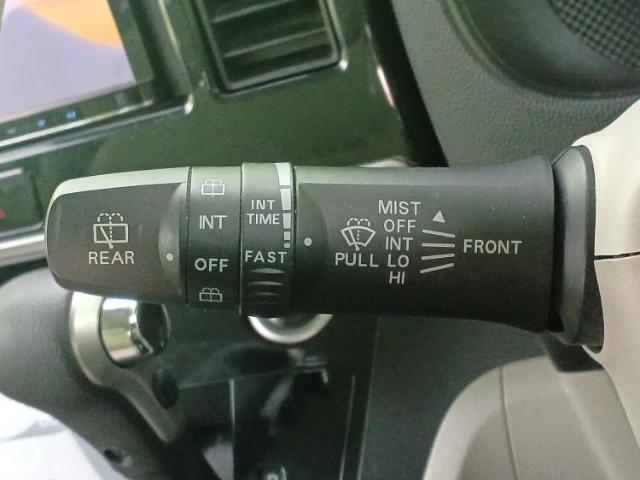 REAR
INT
OFF
INT
TIME
FAST
PULL
MIST
OFF
INT
LO
HI
FRONT